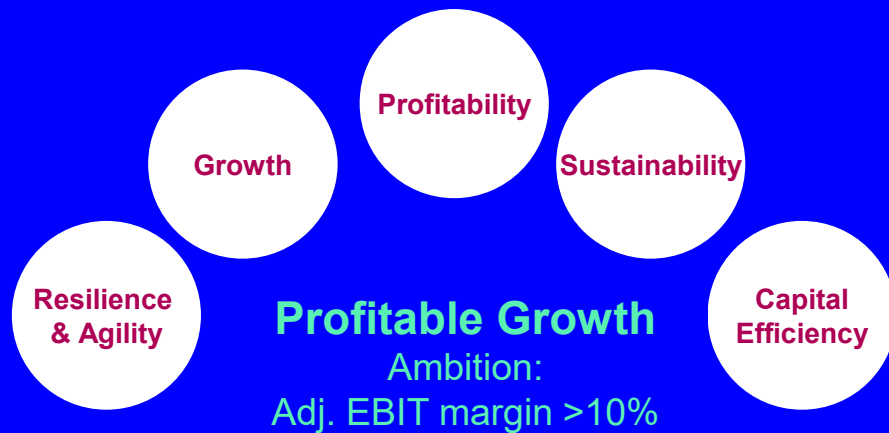 Profitability
Growth
Sustainability
Resilience
& Agility
Profitable Growth
Ambition:
Adj. EBIT margin >10%
Capital
Efficiency